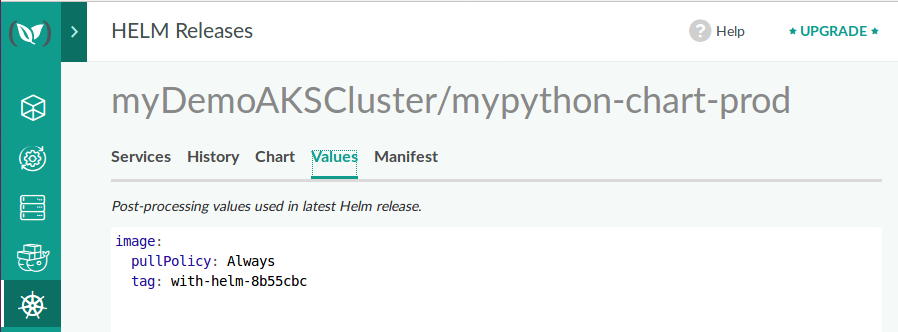 HELM Releases
? Help
UPGRADE
myDemoAKSCluster/mypython-chart-prod
Services History Chart Values Manifest
Post-processing values used in latest Helm release.
image:
  pullPolicy: Always
  tag: with-helm-8b55cbc